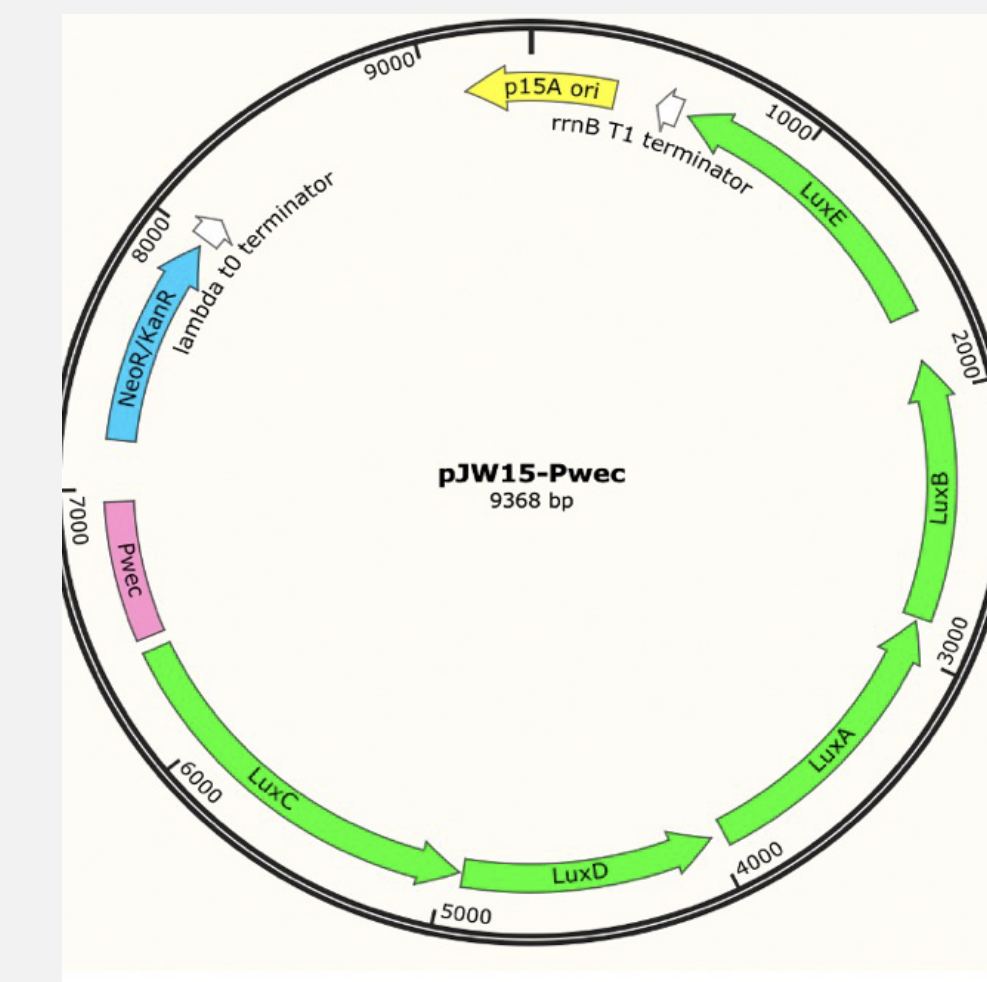 9000
p15A ori
rrnB T1 terminator
1000
LuxE
8000
lambda t0 terminator
NeoR/KanR
2000
pJW15-Pwec
9368 bp
LuxB
7000
Pwec
3000
LuxA
6000
LuxC
LuxD
4000
5000